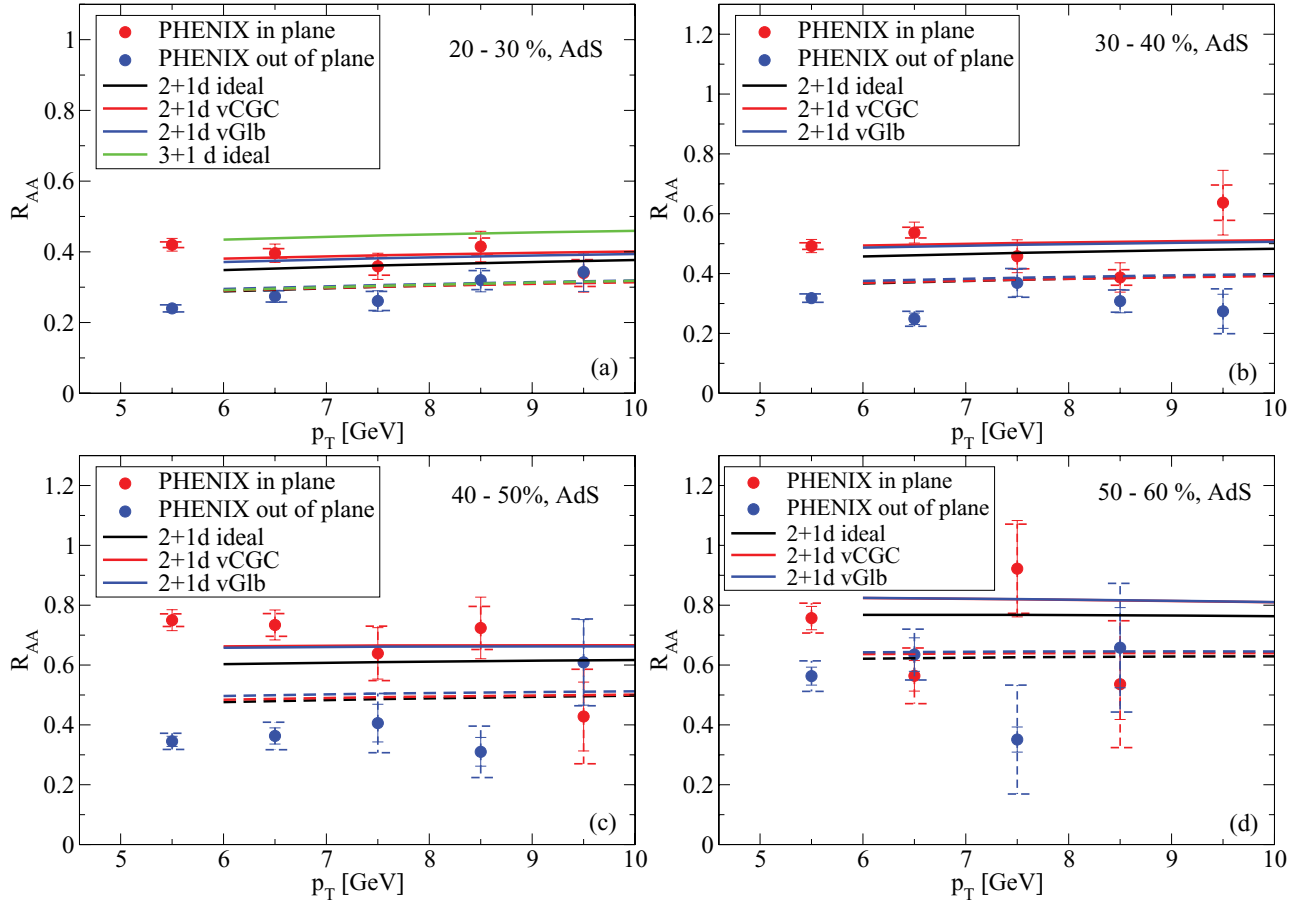 PHENIX in plane
PHENIX out of plane
2+1d ideal
2+1d vCGC
2+1d vGlb
3+1 d ideal
20 - 30 %, AdS
1
0.8
0.6
0.4
0.2
0
R_AA
5 6 7 8 9 10
p_T [GeV]
(a)
PHENIX in plane
PHENIX out of plane
2+1d ideal
2+1d vCGC
2+1d vGlb
30 - 40 %, AdS
1.2
1
0.8
0.6
0.4
0.2
0
R_AA
5 6 7 8 9 10
p_T [GeV]
(b)
PHENIX in plane
PHENIX out of plane
2+1d ideal
2+1d vCGC
2+1d vGlb
40 - 50%, AdS
1.2
1
0.8
0.6
0.4
0.2
0
R_AA
5 6 7 8 9 10
p_T [GeV]
(c)
PHENIX in plane
PHENIX out of plane
2+1d ideal
2+1d vCGC
2+1d vGlb
50 - 60 %, AdS
1.2
1
0.8
0.6
0.4
0.2
0
R_AA
5 6 7 8 9 10
p_T [GeV]
(d)